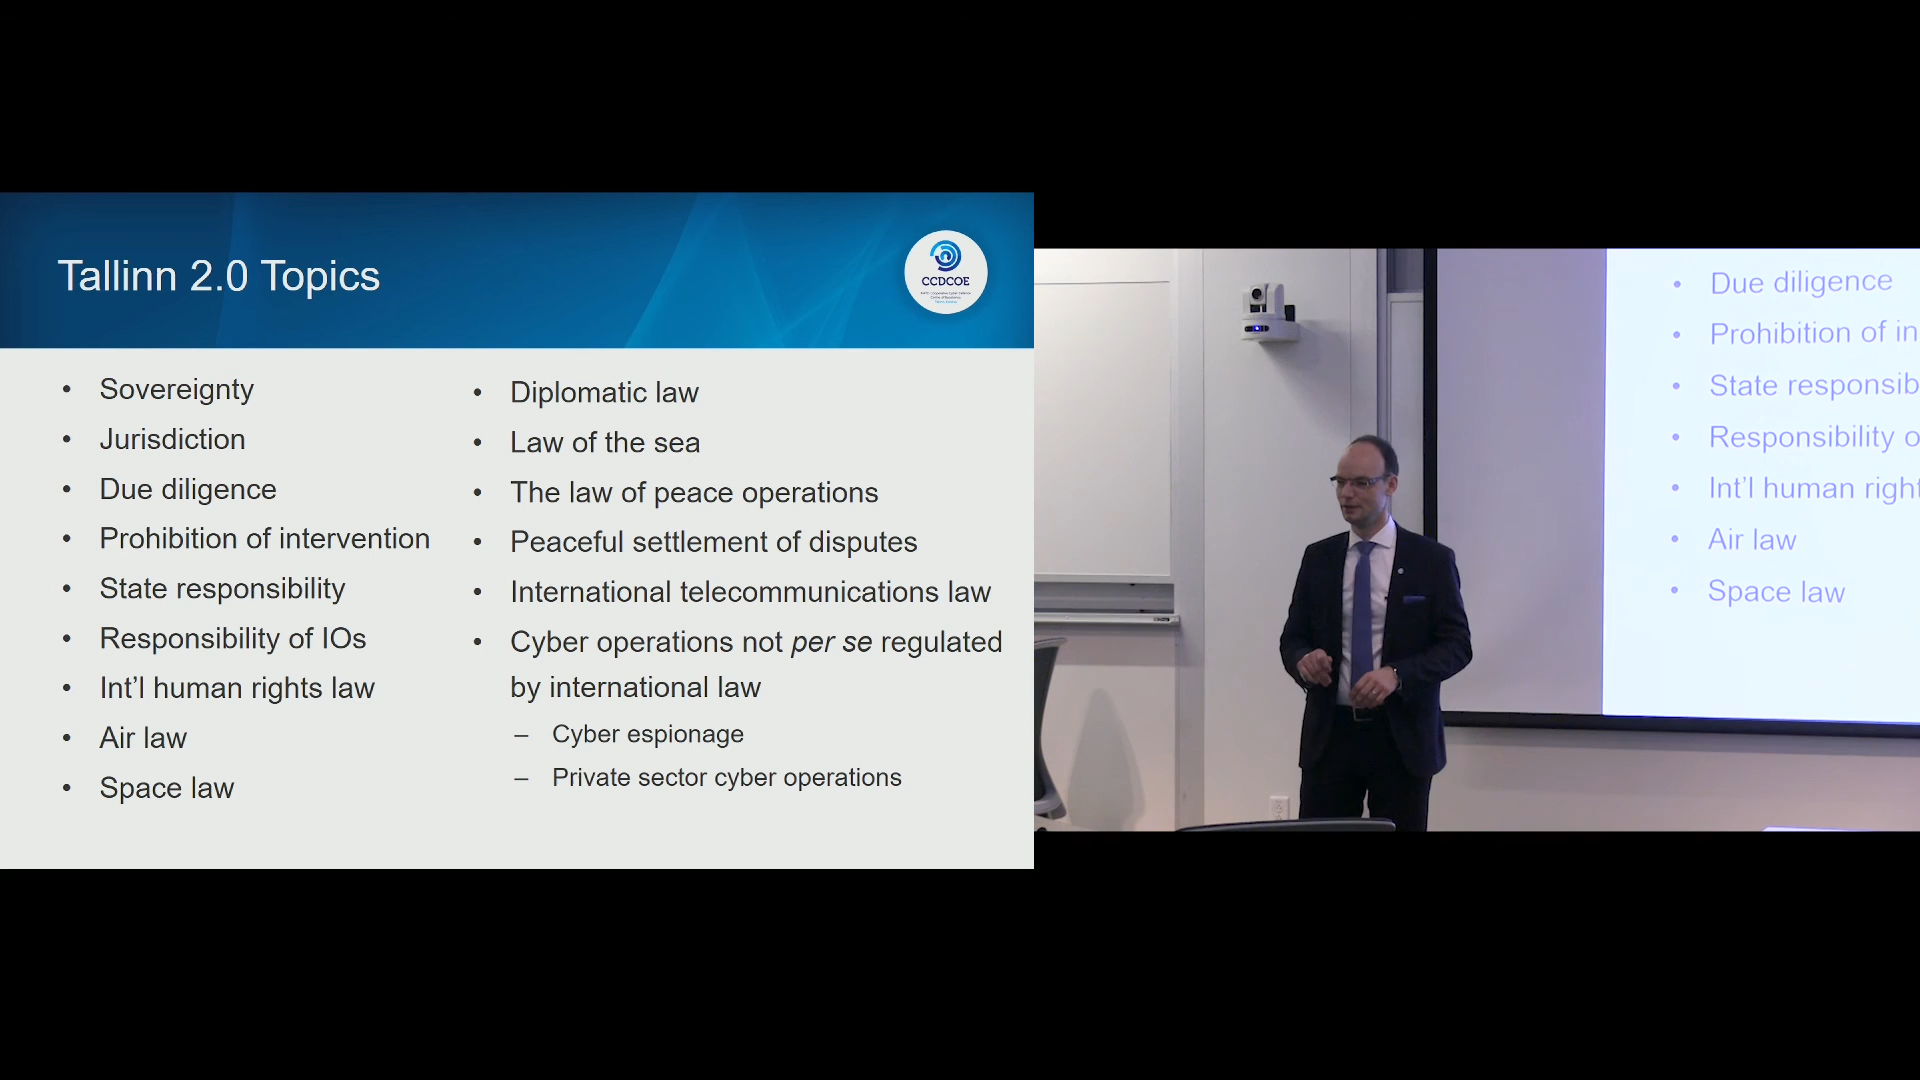 Tallinn 2.0 Topics
CCDCOE
• Sovereignty
• Jurisdiction
• Due diligence
• Prohibition of intervention
• State responsibility
• Responsibility of IOs
• Int’l human rights law
• Air law
• Space law
• Diplomatic law
• Law of the sea
• The law of peace operations
• Peaceful settlement of disputes
• International telecommunications law
• Cyber operations not per se regulated
by international law
– Cyber espionage
– Private sector cyber operations
• Due diligence
• Prohibition of in
• State responsib
• Responsibility o
• Int’l human right
• Air law
• Space law